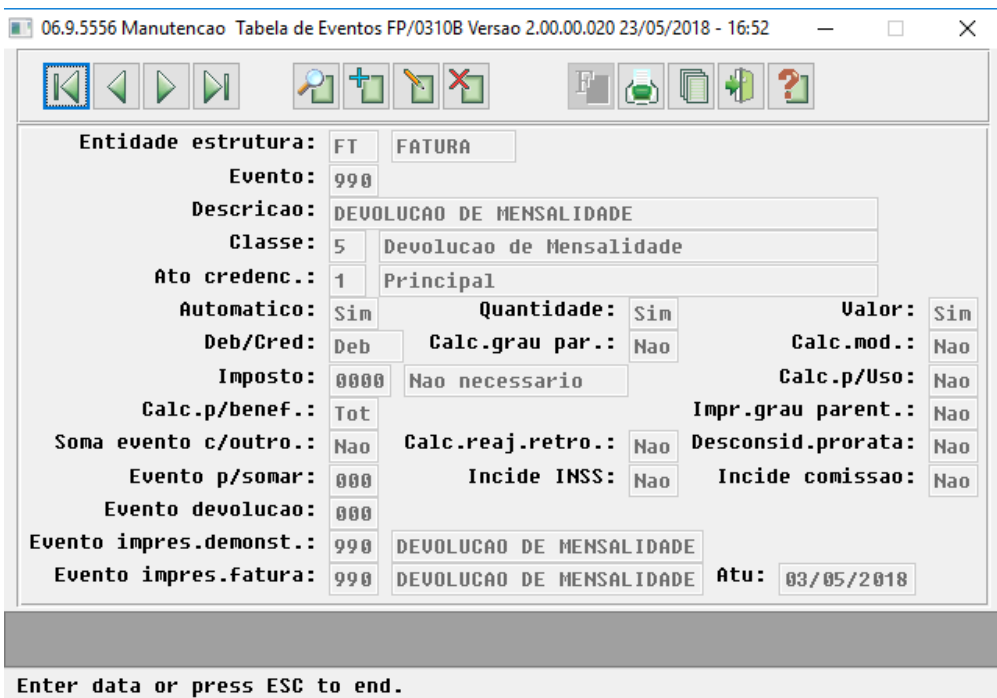 06.9.5556 Manutencao Tabela de Eventos FP/0310B Versao 2.00.00.020 23/05/2018 - 16:52
Entidade estrutura: FT FATURA
Evento: 990
Descricao: DEVOLUCAO DE MENSALIDADE
Classe: 5 Devolucao de Mensalidade
Ato credenc.: 1 Principal
Automatico: Sim Quantidade: Sim Valor: Sim
Deb/Cred: Deb Calc.grau par.: Nao Calc.mod.: Nao
Imposto: 0000 Nao necessario Calc.p/Uso: Nao
Calc.p/benef.: Tot Impr.grau parent.: Nao
Soma evento c/outro.: Nao Calc.reaj.retro.: Nao Desconsid.prorata: Nao
Evento p/somar: 000 Incide INSS: Nao Incide comissao: Nao
Evento devolucao: 000
Evento impres.demonst.: 990 DEVOLUCAO DE MENSALIDADE
Evento impres.fatura: 990 DEVOLUCAO DE MENSALIDADE Atu: 03/05/2018
Enter data or press ESC to end.